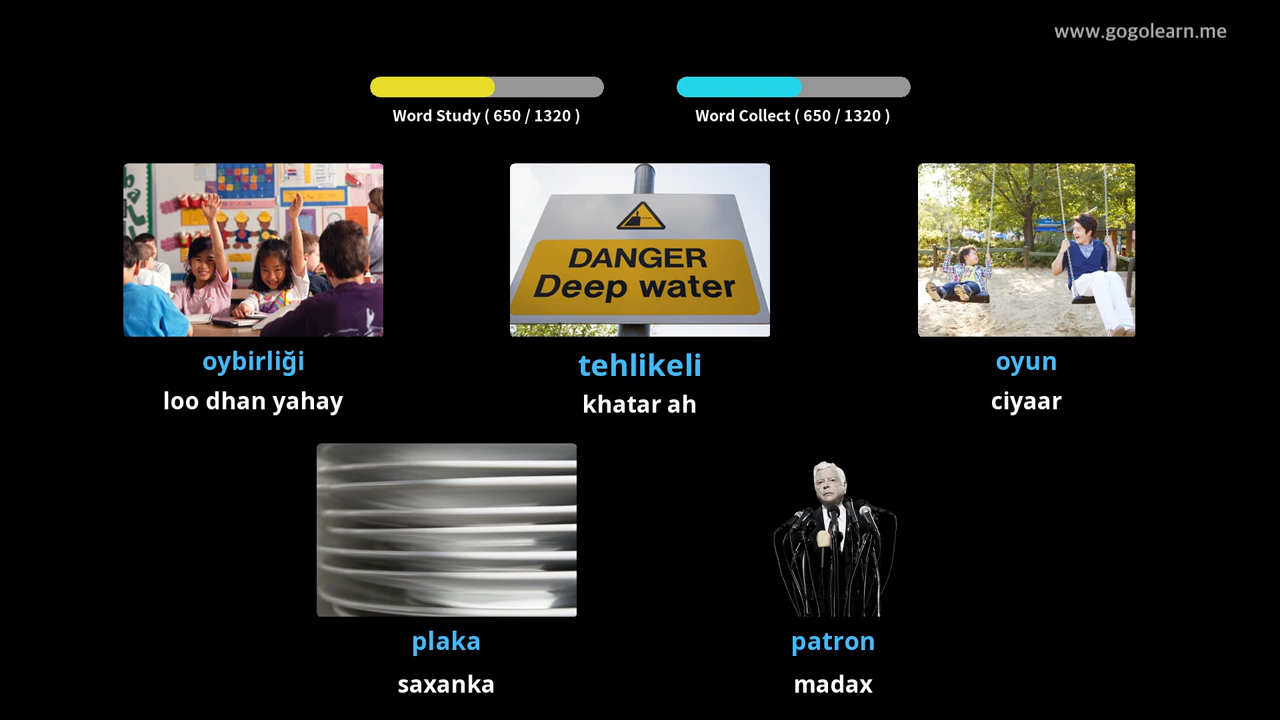 www.gogolearn.me
Word Study ( 650 / 1320 )
Word Collect ( 650 / 1320 )
DANGER
Deep water
oybirliği
tehlikeli
oyun
loo dhan yahay
khatar ah
ciyaar
plaka
patron
saxanka
madax